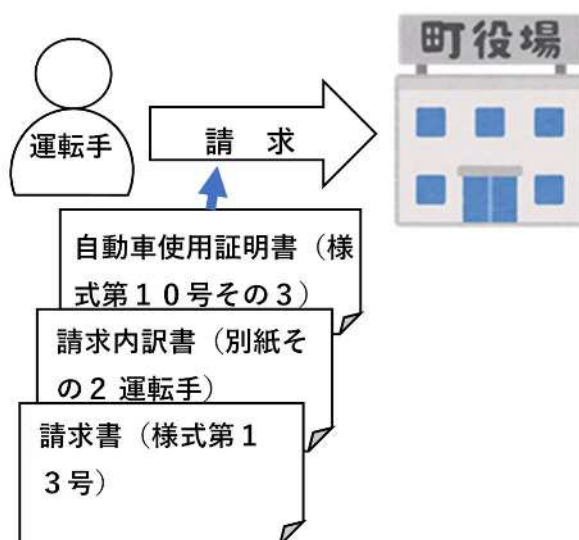 町役場
運転手
請　求
自動車使用証明書（様
式第１０号その３）
請求内訳書（別紙そ
の２ 運転手）
請求書（様式第１
３号）